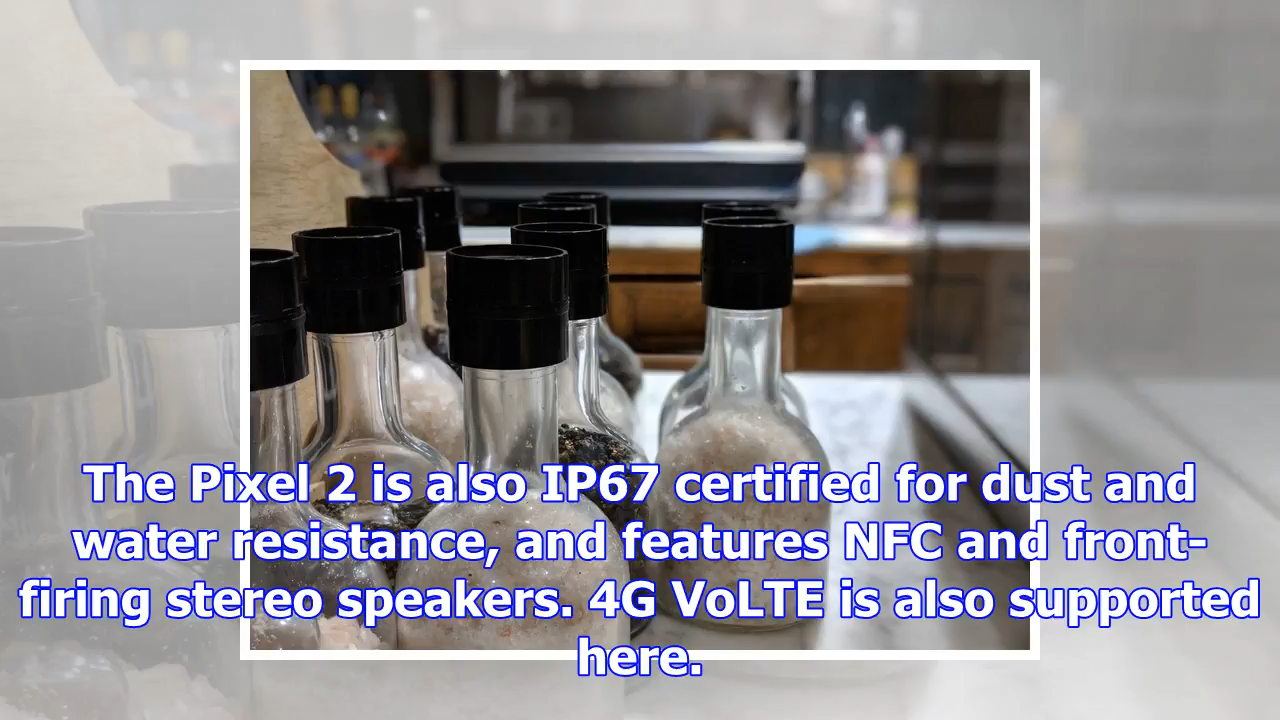 The Pixel 2 is also IP67 certified for dust and
water resistance, and features NFC and front-
firing stereo speakers. 4G VoLTE is also supported
here.